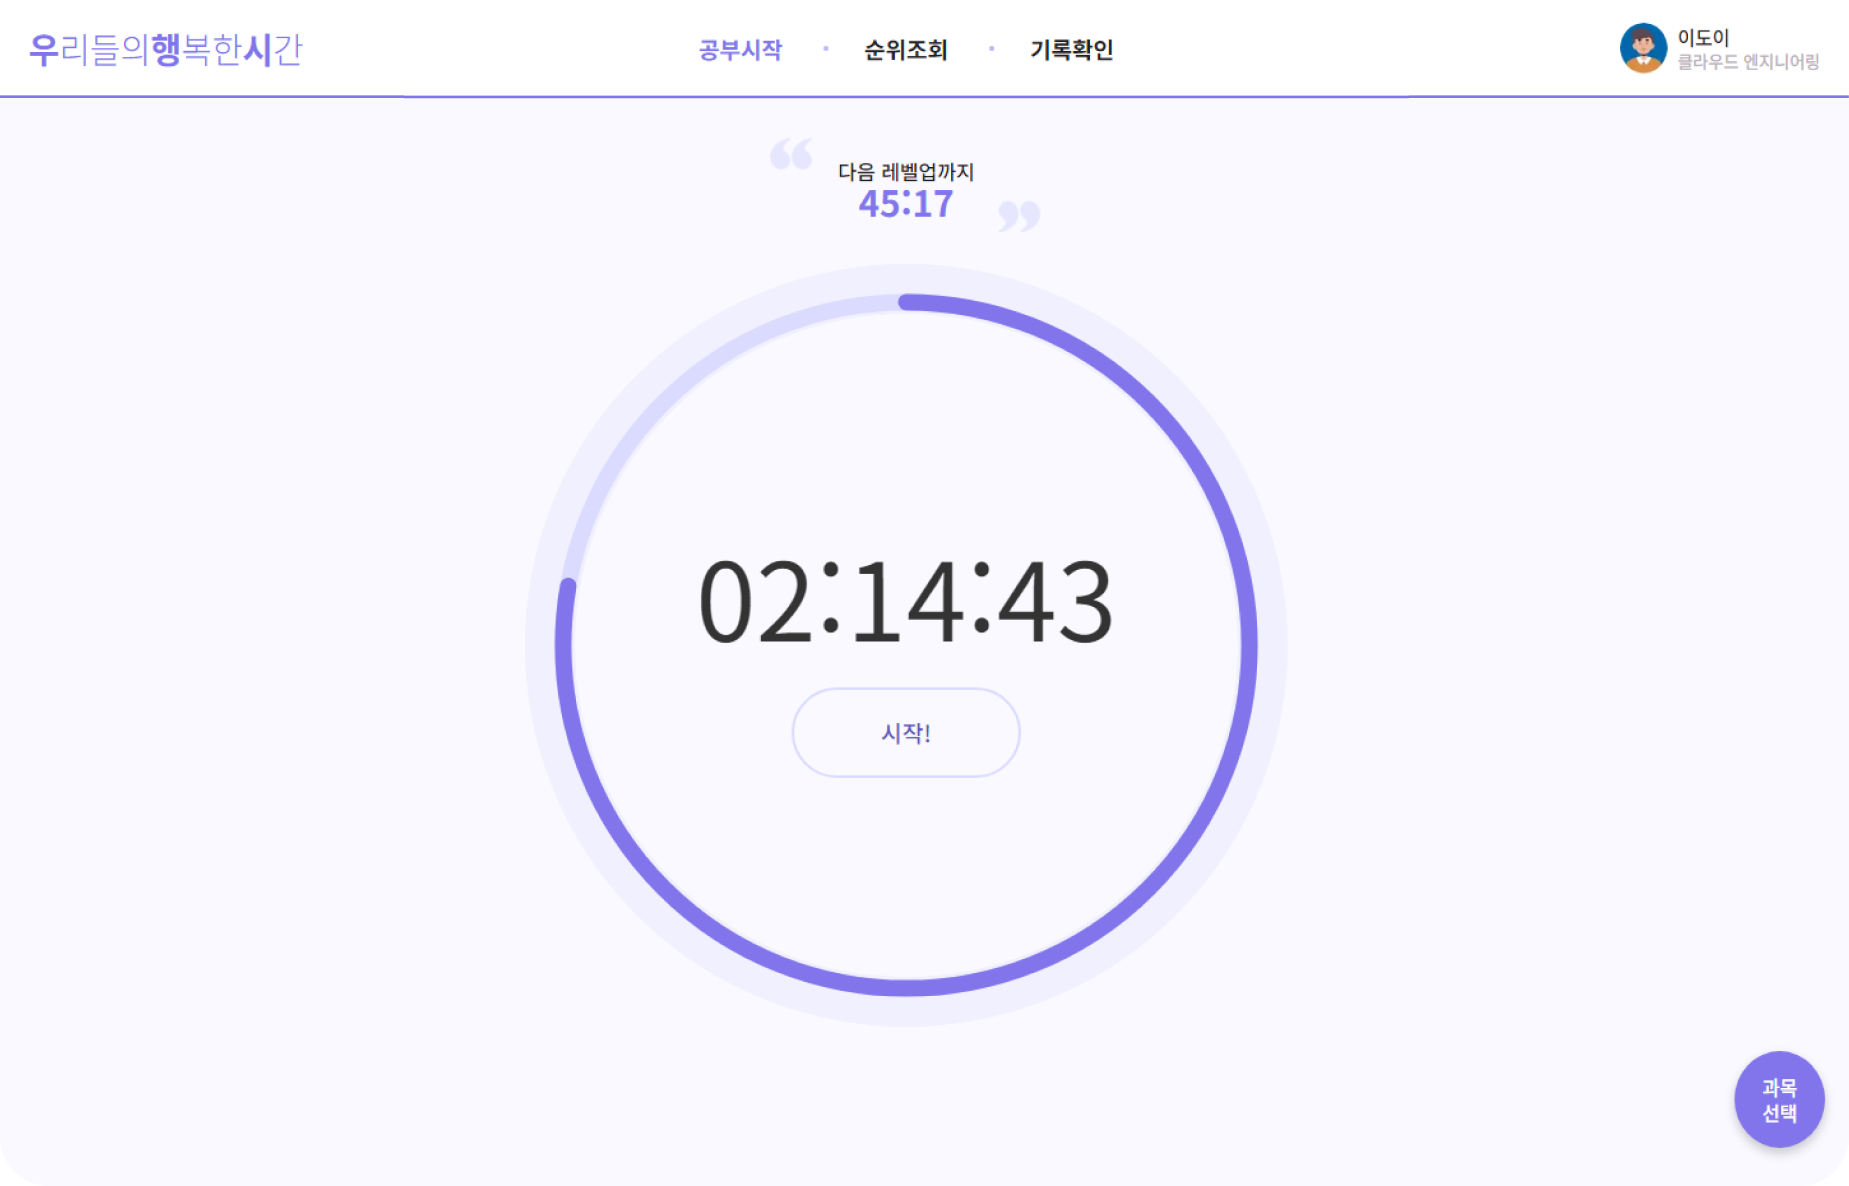 우리들의행복한시간
공부시작 · 순위조회 · 기록확인
이도이
클라우드 엔지니어링
“ 다음 레벨업까지
45:17 ”
02:14:43
시작!
과목
선택